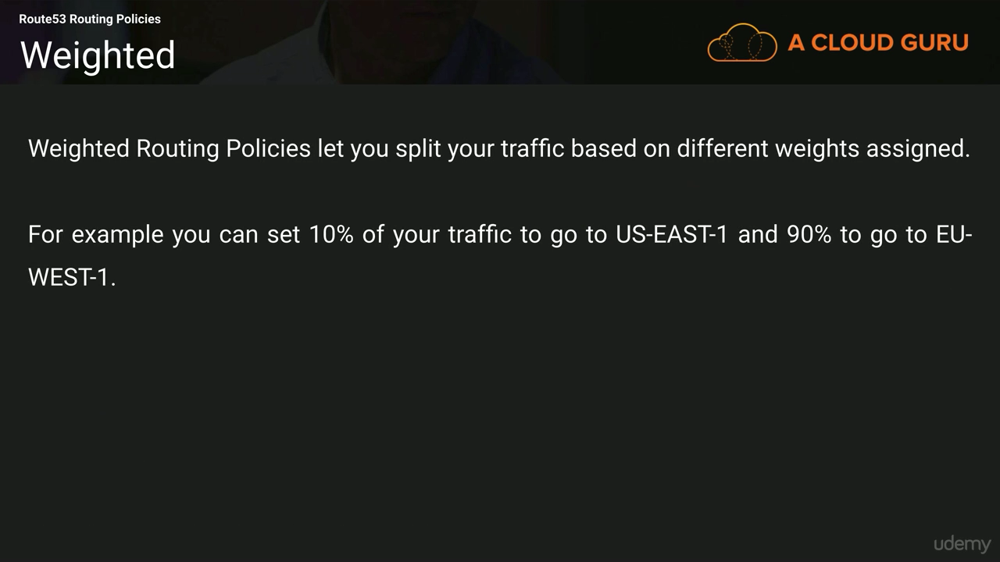 Route53 Routing Policies
Weighted
A CLOUD GURU
Weighted Routing Policies let you split your traffic based on different weights assigned.
For example you can set 10% of your traffic to go to US-EAST-1 and 90% to go to EU-
WEST-1.
udemy